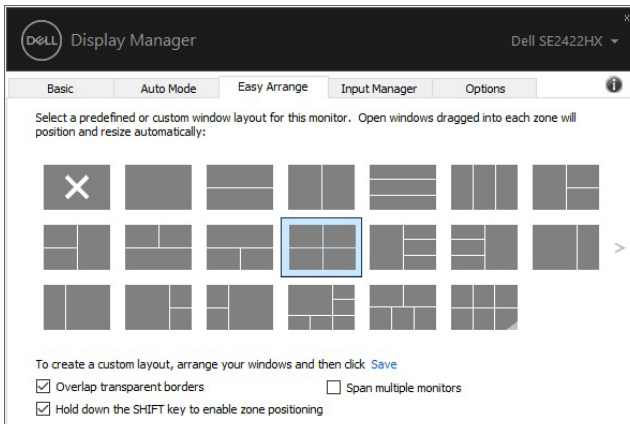 DELL Display Manager
Dell SE2422HX
x
Basic
Auto Mode
Easy Arrange
Input Manager
Options
i
Select a predefined or custom window layout for this monitor. Open windows dragged into each zone will
position and resize automatically:
>
To create a custom layout, arrange your windows and then click Save
Overlap transparent borders
Span multiple monitors
Hold down the SHIFT key to enable zone positioning